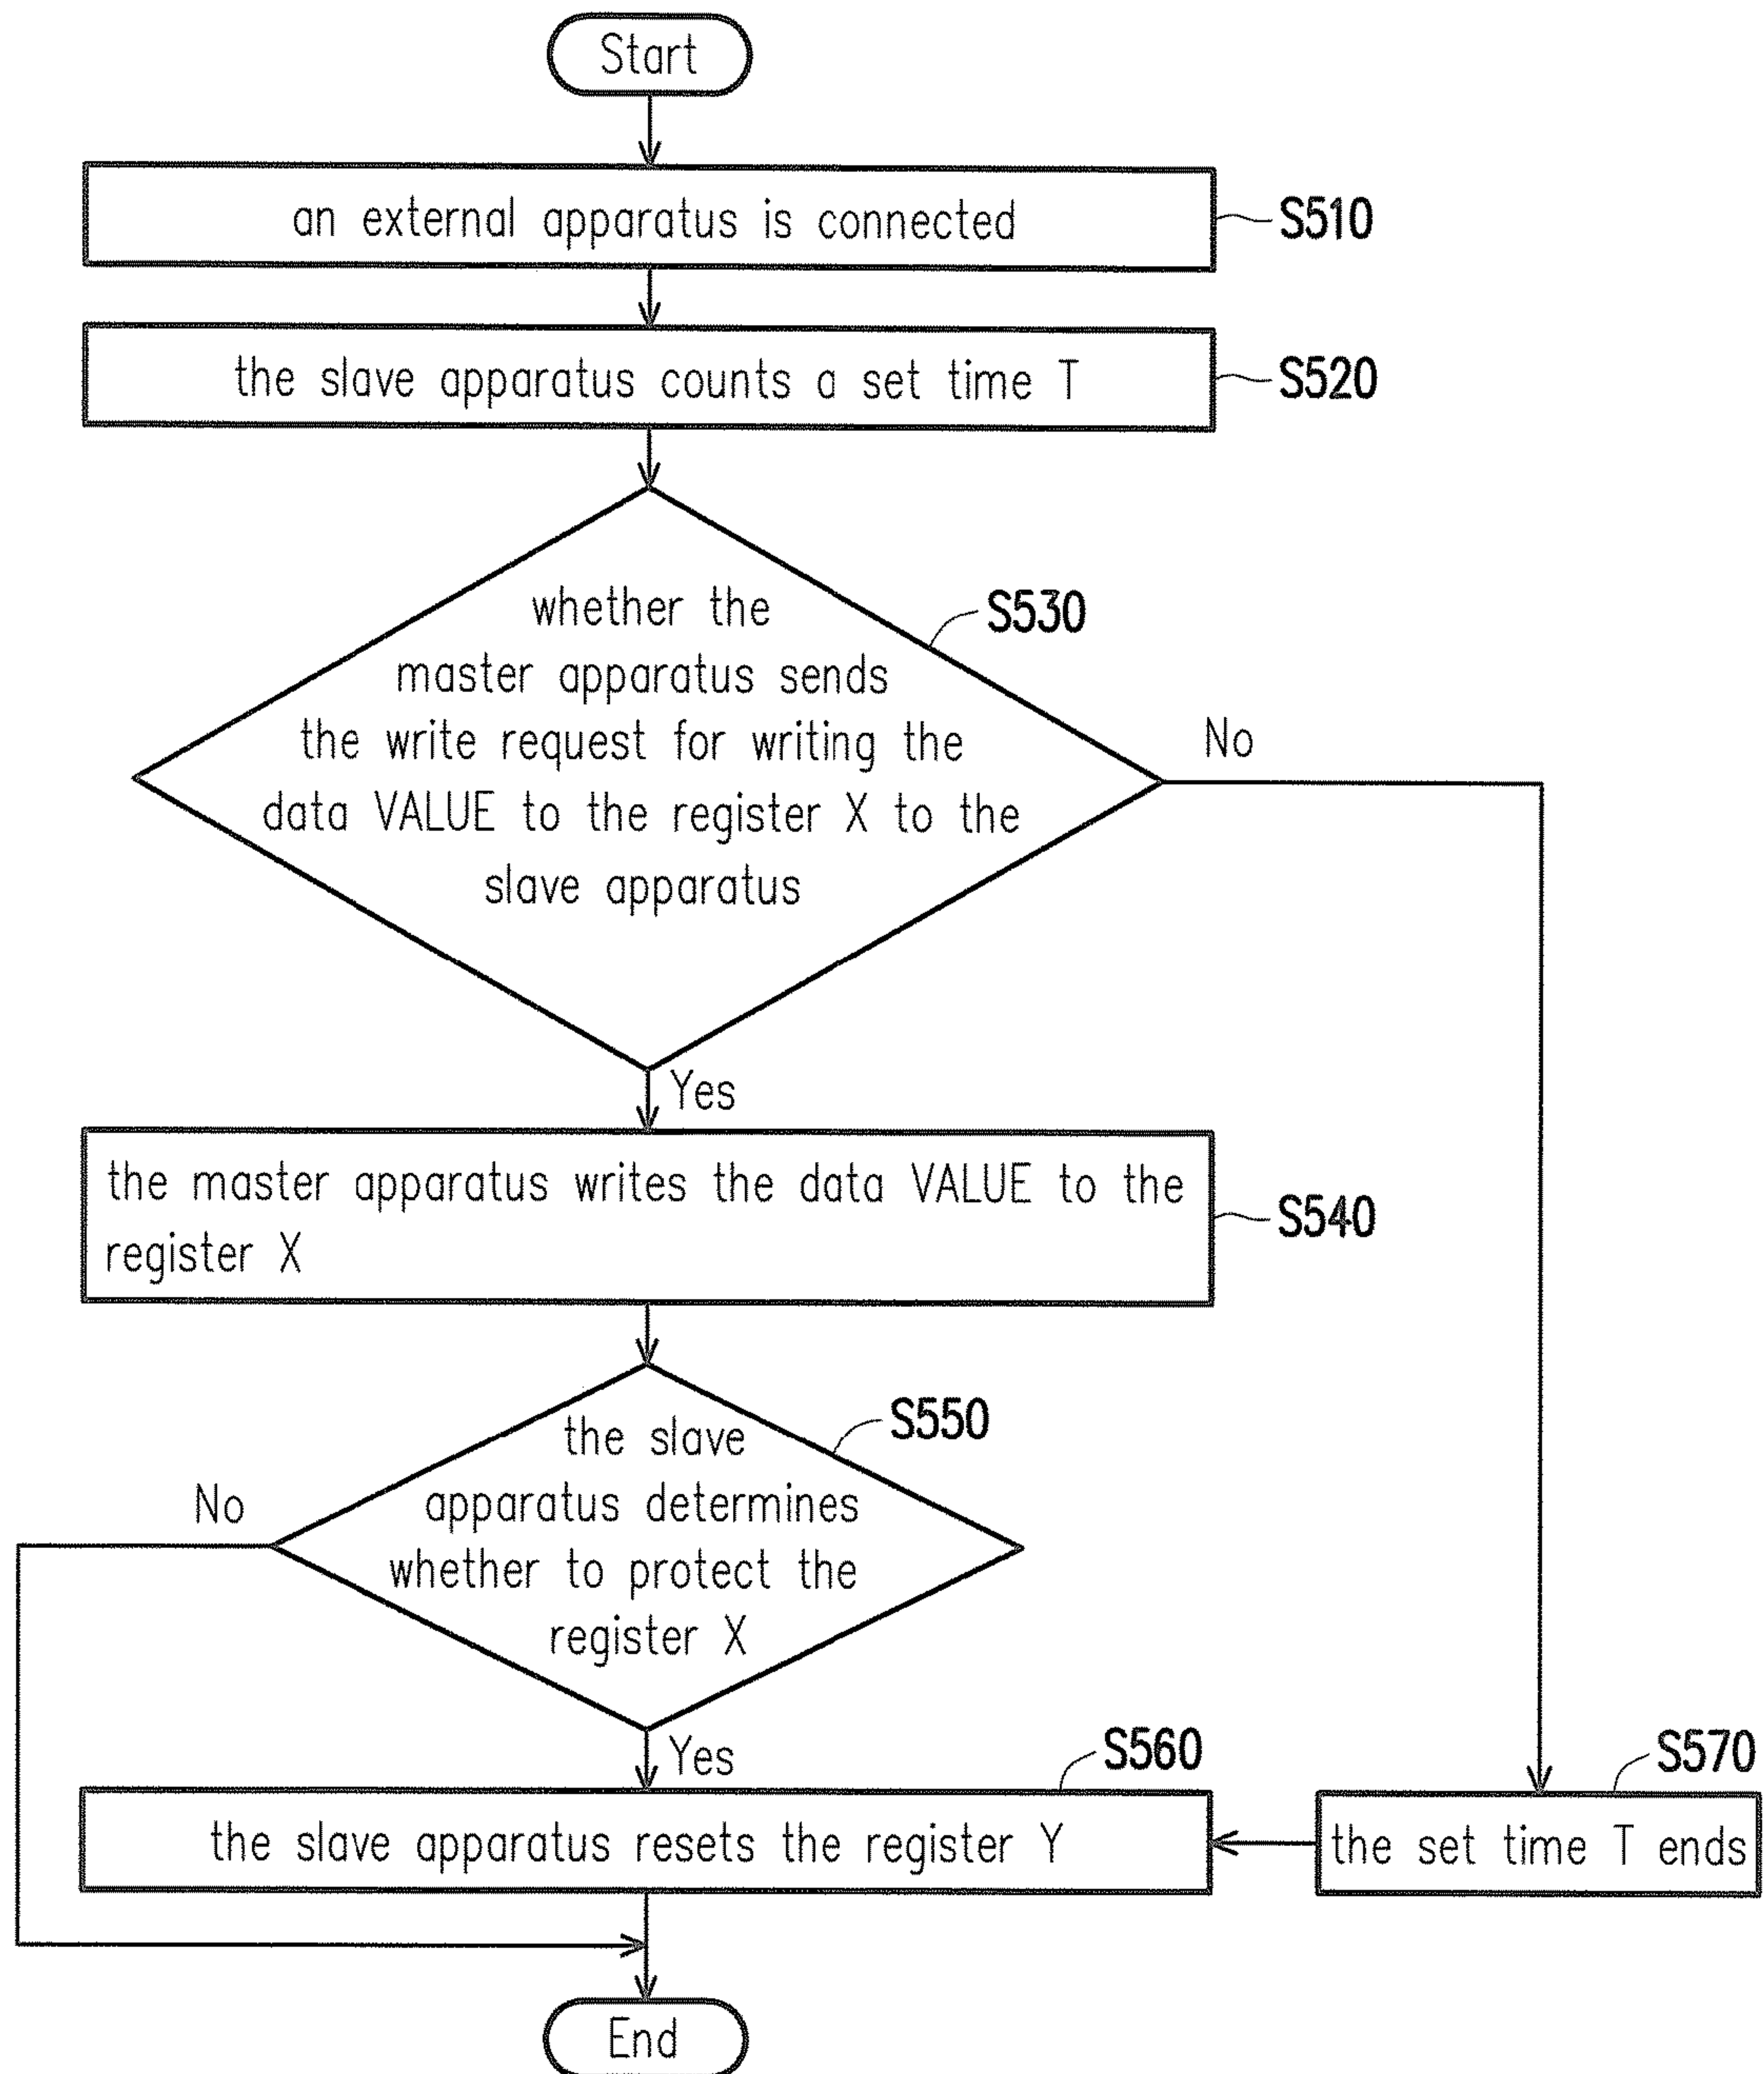 Start
an external apparatus is connected
S510
the slave apparatus counts a set time T
S520
whether the
master apparatus sends
the write request for writing the
data VALUE to the register X to the
slave apparatus
S530
No
Yes
the master apparatus writes the data VALUE to the
register X
S540
the slave
apparatus determines
whether to protect the
register X
S550
No
Yes
the slave apparatus resets the register Y
S560
the set time T ends
S570
End